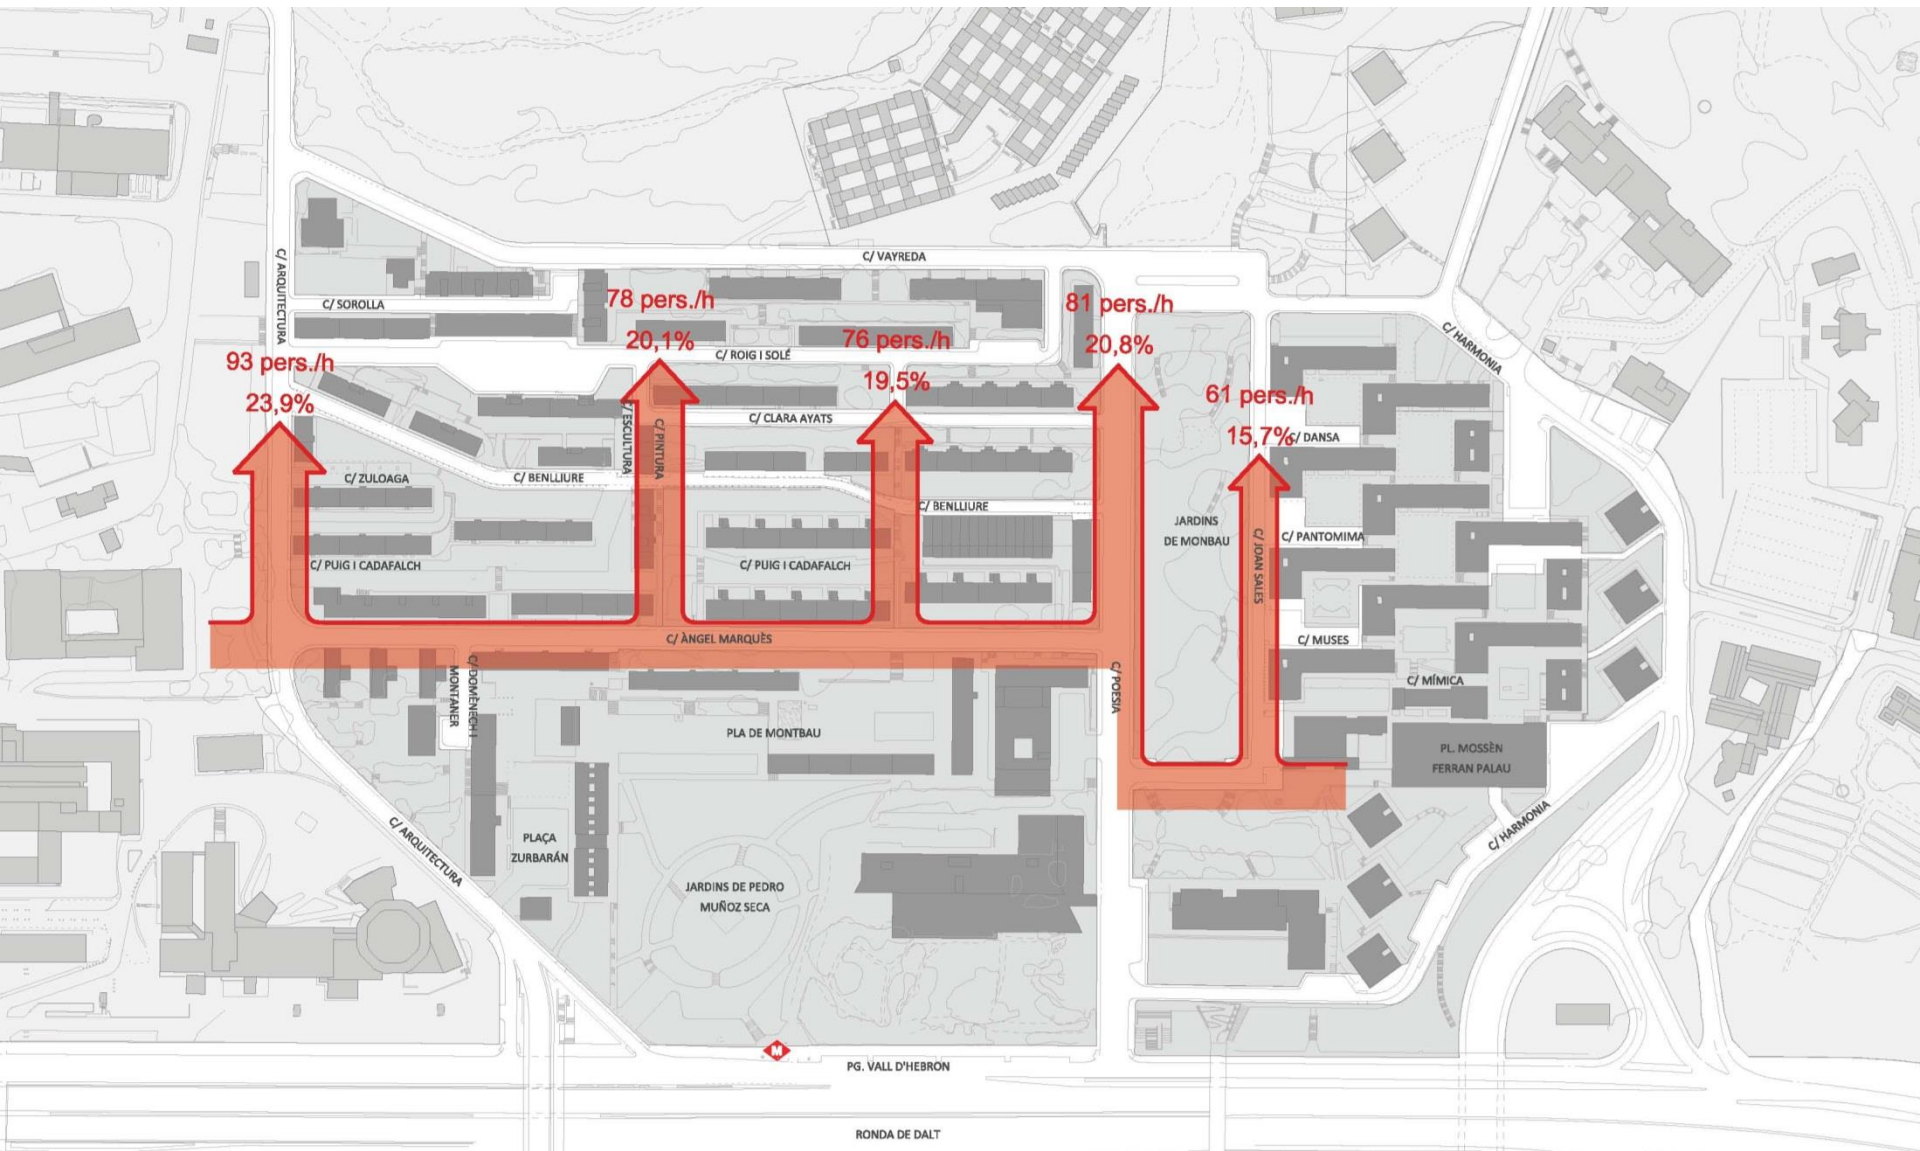 C/ VAYREDA
C/ ARQUITECTURA
C/ SOROLLA
78 pers./h
20,1%
81 pers./h
20,8%
C/ ROIG I SOLÉ
76 pers./h
19,5%
C/ HARMONIA
93 pers./h
23,9%
61 pers./h
15,7%
C/ ESCULTURA
C/ PINTURA
C/ CLARA AYATS
C/ DANSA
C/ ZULOAGA
C/ BENLLIURE
C/ BENLLIURE
JARDINS
DE MONBAU
C/ JOAN SALES
C/ PANTOMIMA
C/ PUIG I CADAFALCH
C/ PUIG I CADAFALCH
C/ ÀNGEL MARQUÈS
C/ MUSES
C/ DOMÈNECH I
MONTANER
C/ POESIA
C/ MÍMICA
PLA DE MONTBAU
PL. MOSSÈN
FERRAN PALAU
C/ ARQUITECTURA
PLAÇA
ZURBARÁN
C/ HARMONIA
JARDINS DE PEDRO
MUÑOZ SECA
M
PG. VALL D'HEBRON
RONDA DE DALT